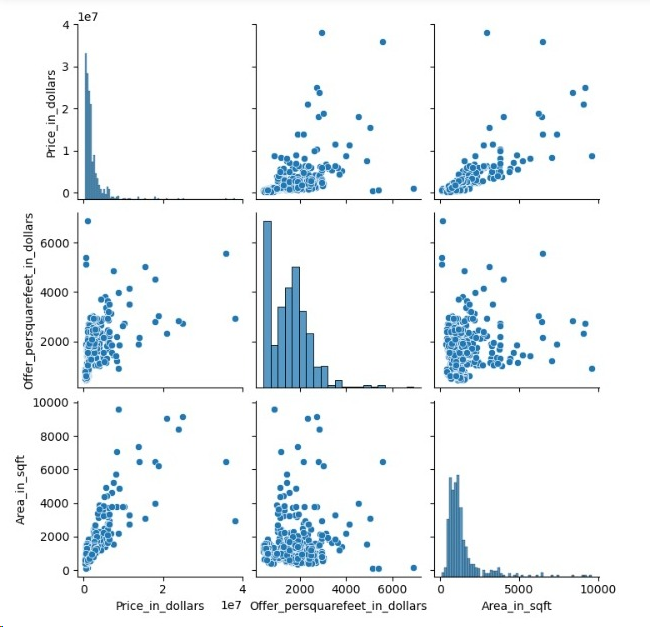 1e7
4
3
2
1
0
Price_in_dollars
6000
4000
2000
Offer_persquarefeet_in_dollars
10000
8000
6000
4000
2000
0
Area_in_sqft
0 2 4 2000 4000 6000 0 5000 10000
Price_in_dollars 1e7 Offer_persquarefeet_in_dollars Area_in_sqft